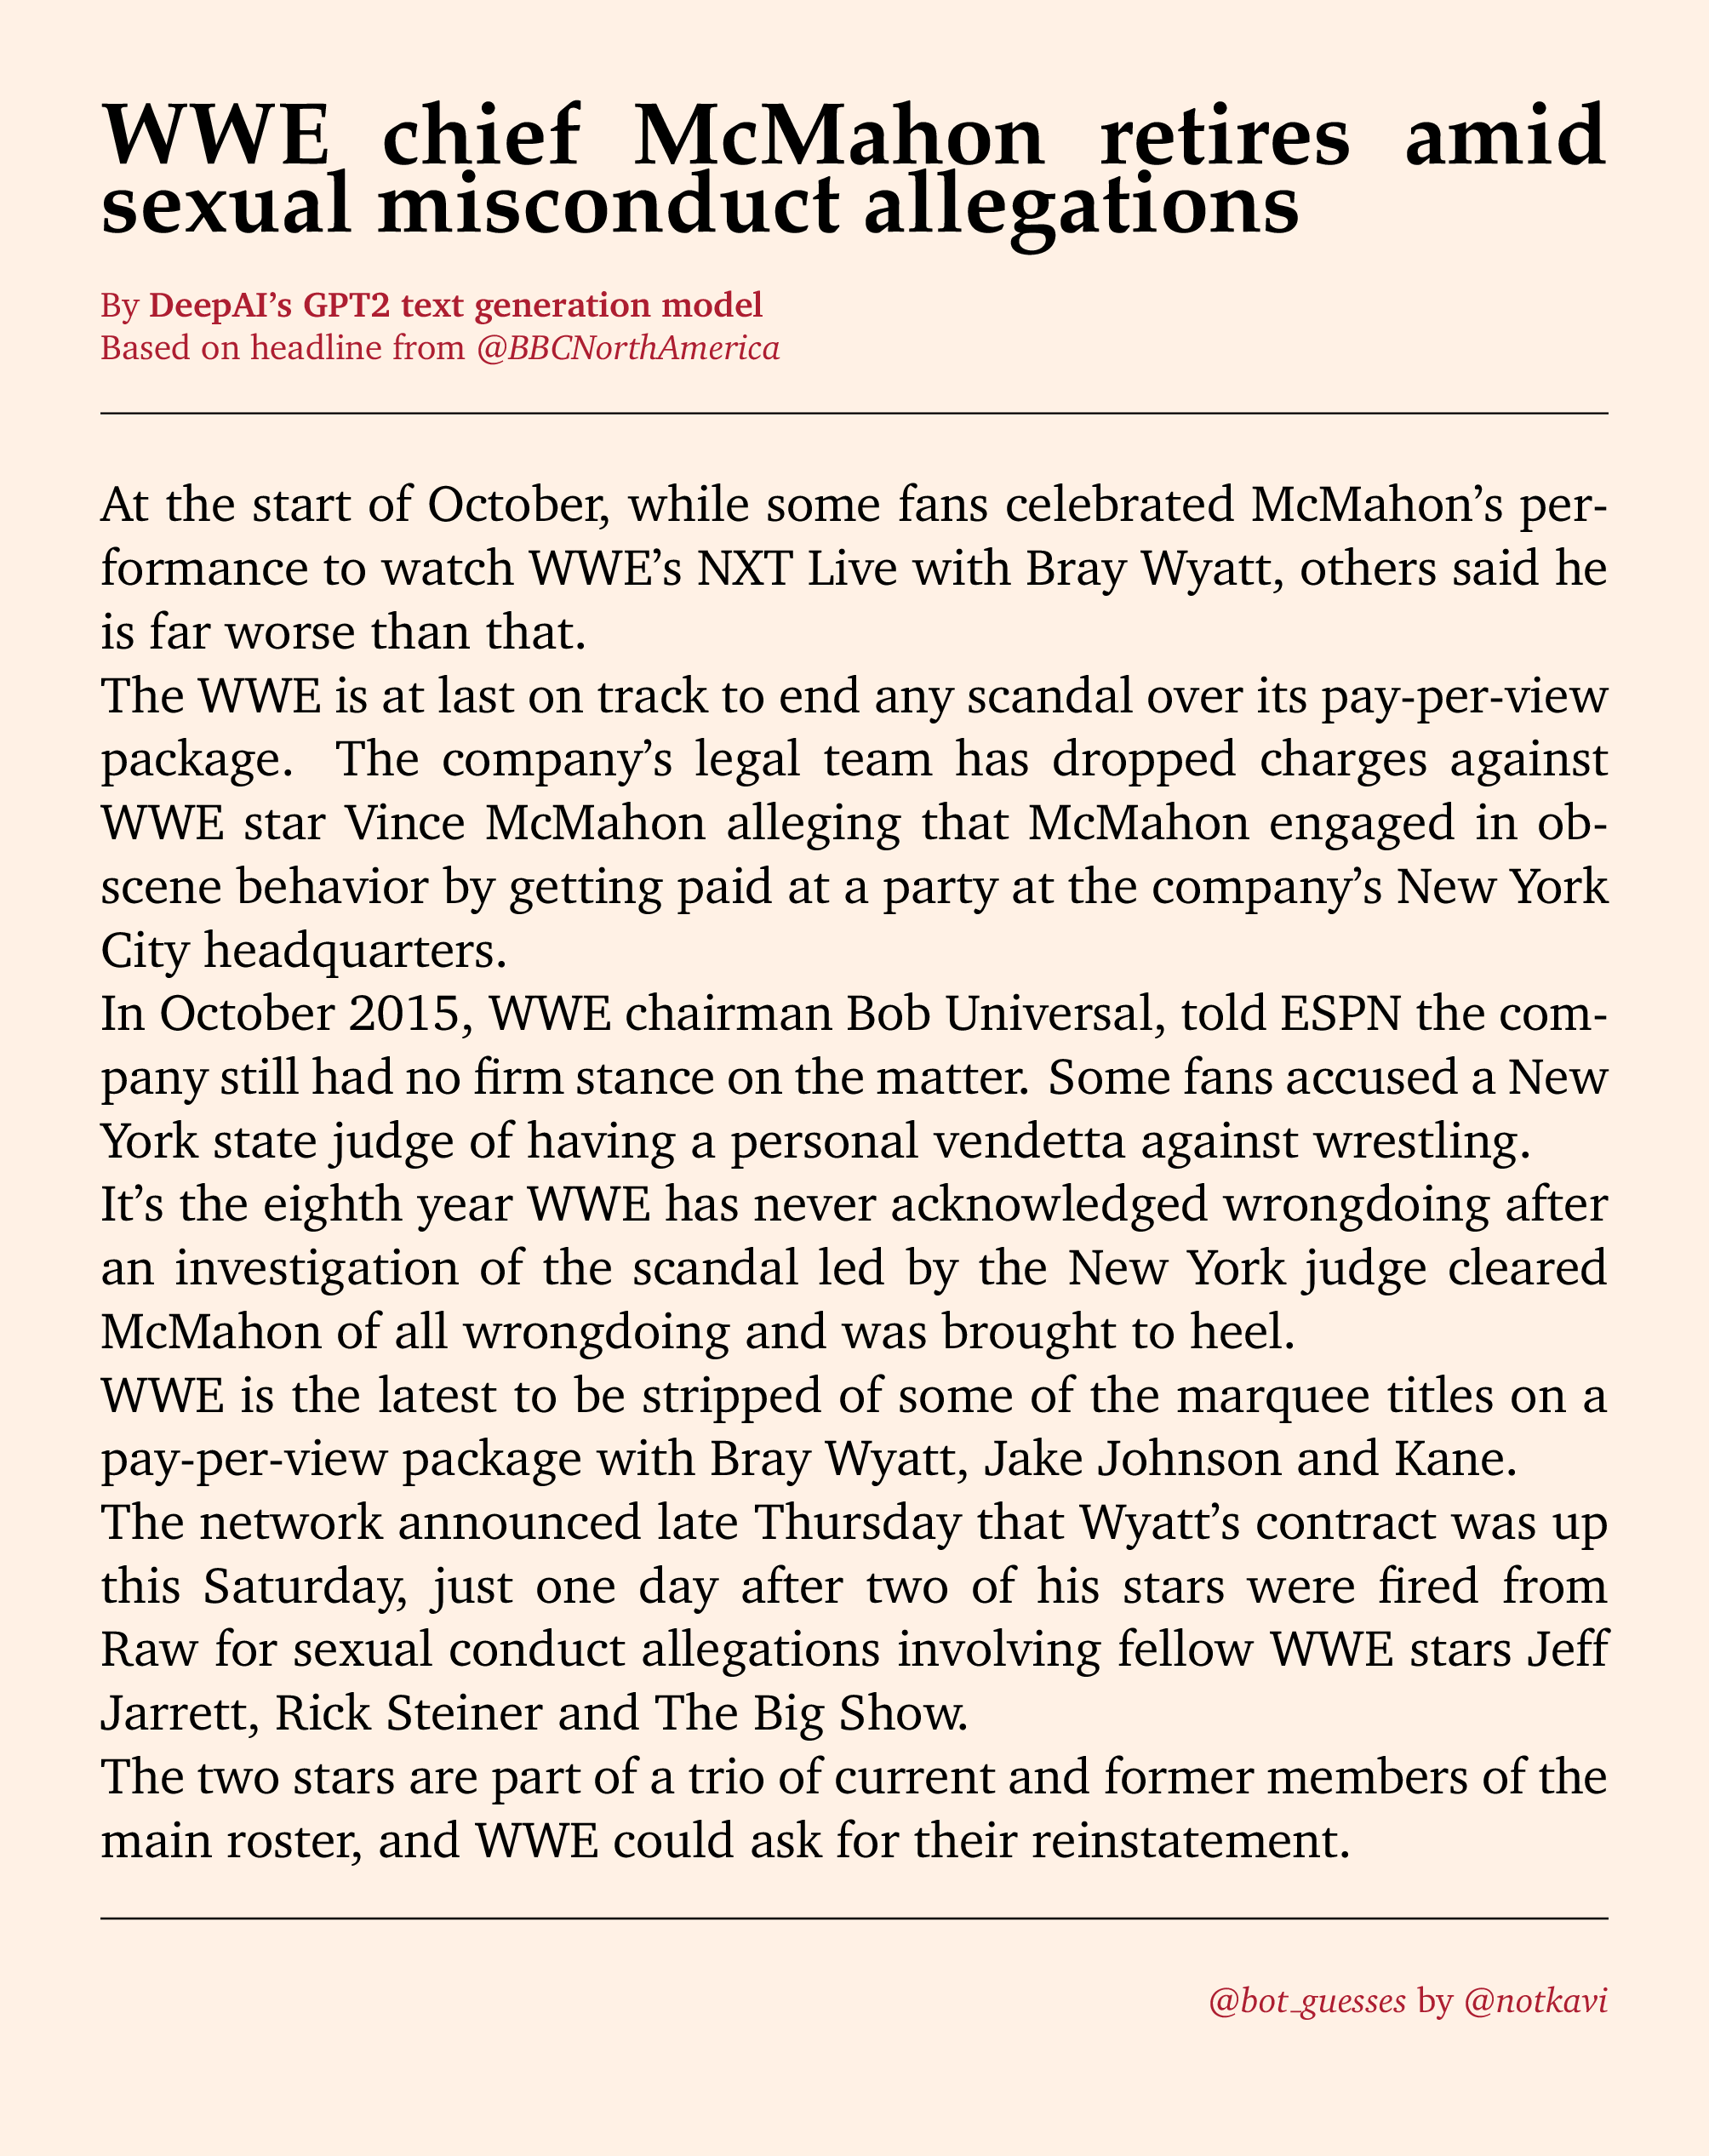 WWE chief McMahon retires amid
sexual misconduct allegations
By DeepAI’s GPT2 text generation model
Based on headline from @BBCNorthAmerica
At the start of October, while some fans celebrated McMahon’s per-
formance to watch WWE’s NXT Live with Bray Wyatt, others said he
is far worse than that.
The WWE is at last on track to end any scandal over its pay-per-view
package. The company’s legal team has dropped charges against
WWE star Vince McMahon alleging that McMahon engaged in ob-
scene behavior by getting paid at a party at the company’s New York
City headquarters.
In October 2015, WWE chairman Bob Universal, told ESPN the com-
pany still had no firm stance on the matter. Some fans accused a New
York state judge of having a personal vendetta against wrestling.
It’s the eighth year WWE has never acknowledged wrongdoing after
an investigation of the scandal led by the New York judge cleared
McMahon of all wrongdoing and was brought to heel.
WWE is the latest to be stripped of some of the marquee titles on a
pay-per-view package with Bray Wyatt, Jake Johnson and Kane.
The network announced late Thursday that Wyatt’s contract was up
this Saturday, just one day after two of his stars were fired from
Raw for sexual conduct allegations involving fellow WWE stars Jeff
Jarrett, Rick Steiner and The Big Show.
The two stars are part of a trio of current and former members of the
main roster, and WWE could ask for their reinstatement.
@bot_guesses by @notkavi